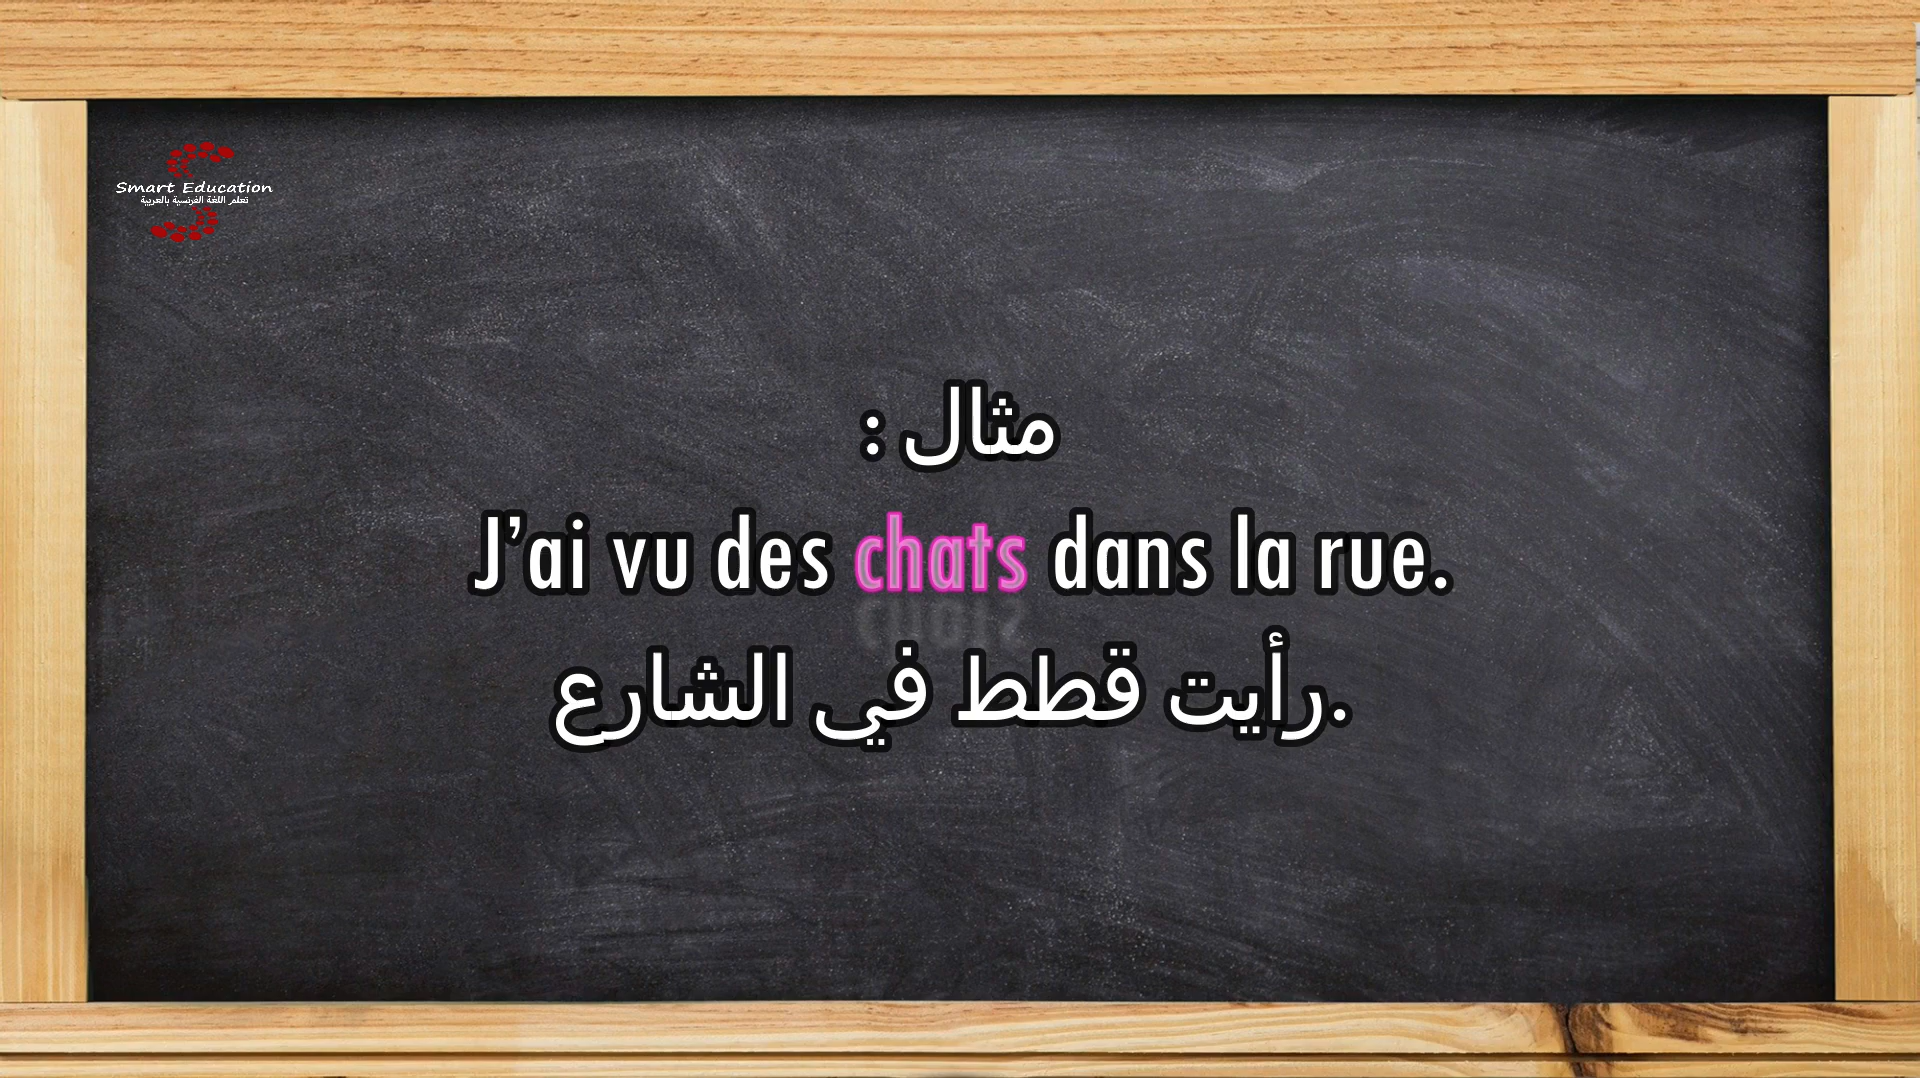 Smart Education
تعلم اللغة الفرنسية بالعربية
مثال :
J’ai vu des chats dans la rue.
رأيت قطط في الشارع.